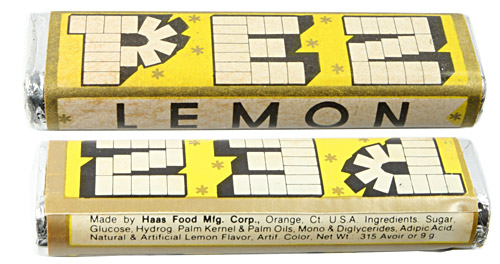 PEZ
LEMON
PEZ
Made by Haas Food Mfg. Corp., Orange, Ct. U.S.A. Ingredients: Sugar,
Glucose, Hydrog. Palm Kernel & Palm Oils, Mono & Diglycerides, Adipic Acid,
Natural & Artificial Lemon Flavor, Artif. Color, Net Wt. .315 Avoir or 9 g.